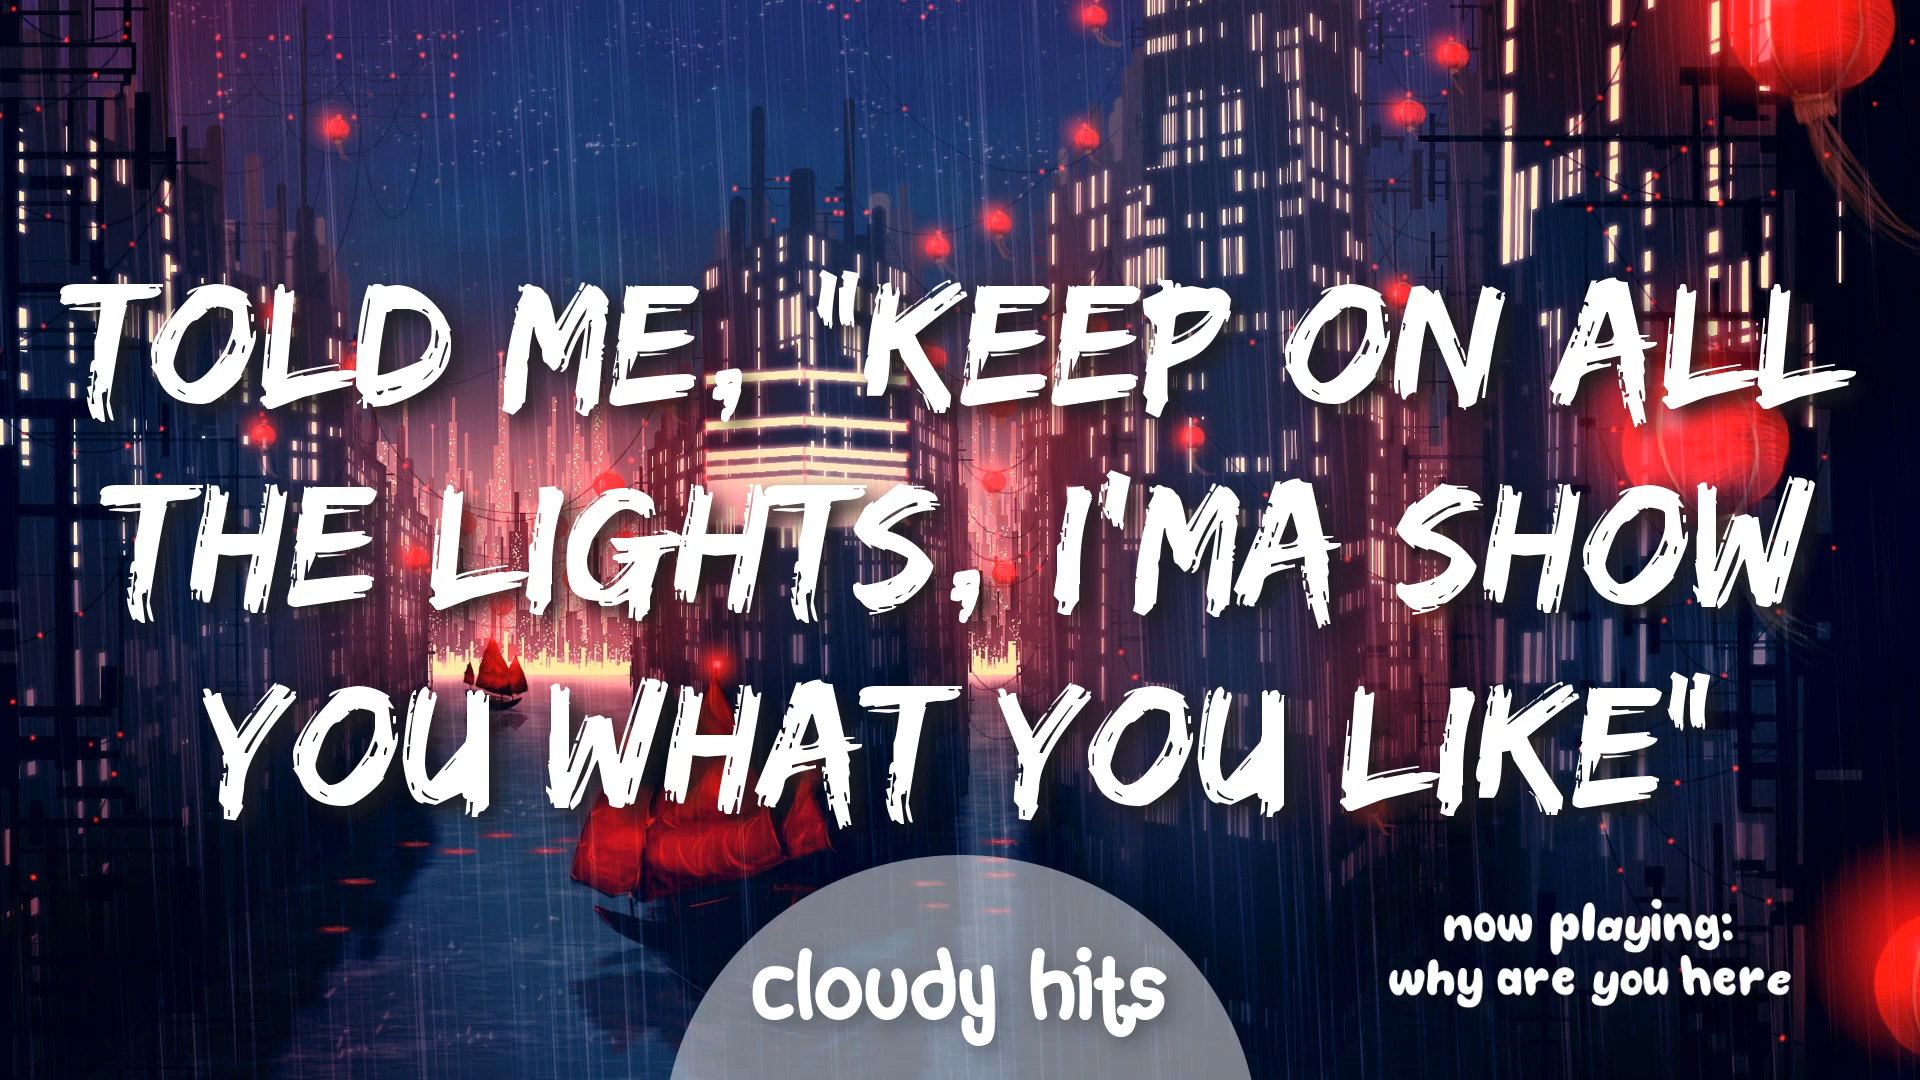 TOLD ME, "KEEP ON ALL
THE LIGHTS, I'MA SHOW
YOU WHAT YOU LIKE"
cloudy hits
now playing:
why are you here